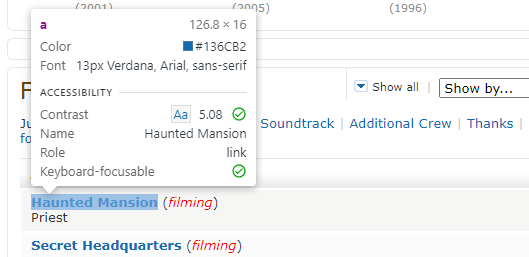 (2001) (2005) (1996)
a 126.8 × 16
Color #136CB2
Font 13px Verdana, Arial, sans-serif
ACCESSIBILITY
Contrast Aa 5.08
Name Haunted Mansion
Role link
Keyboard-focusable
F
Show all | Show by...
Ju
Soundtrack | Additional Crew | Thanks |
fo
Haunted Mansion (filming)
Priest
Secret Headquarters (filming)